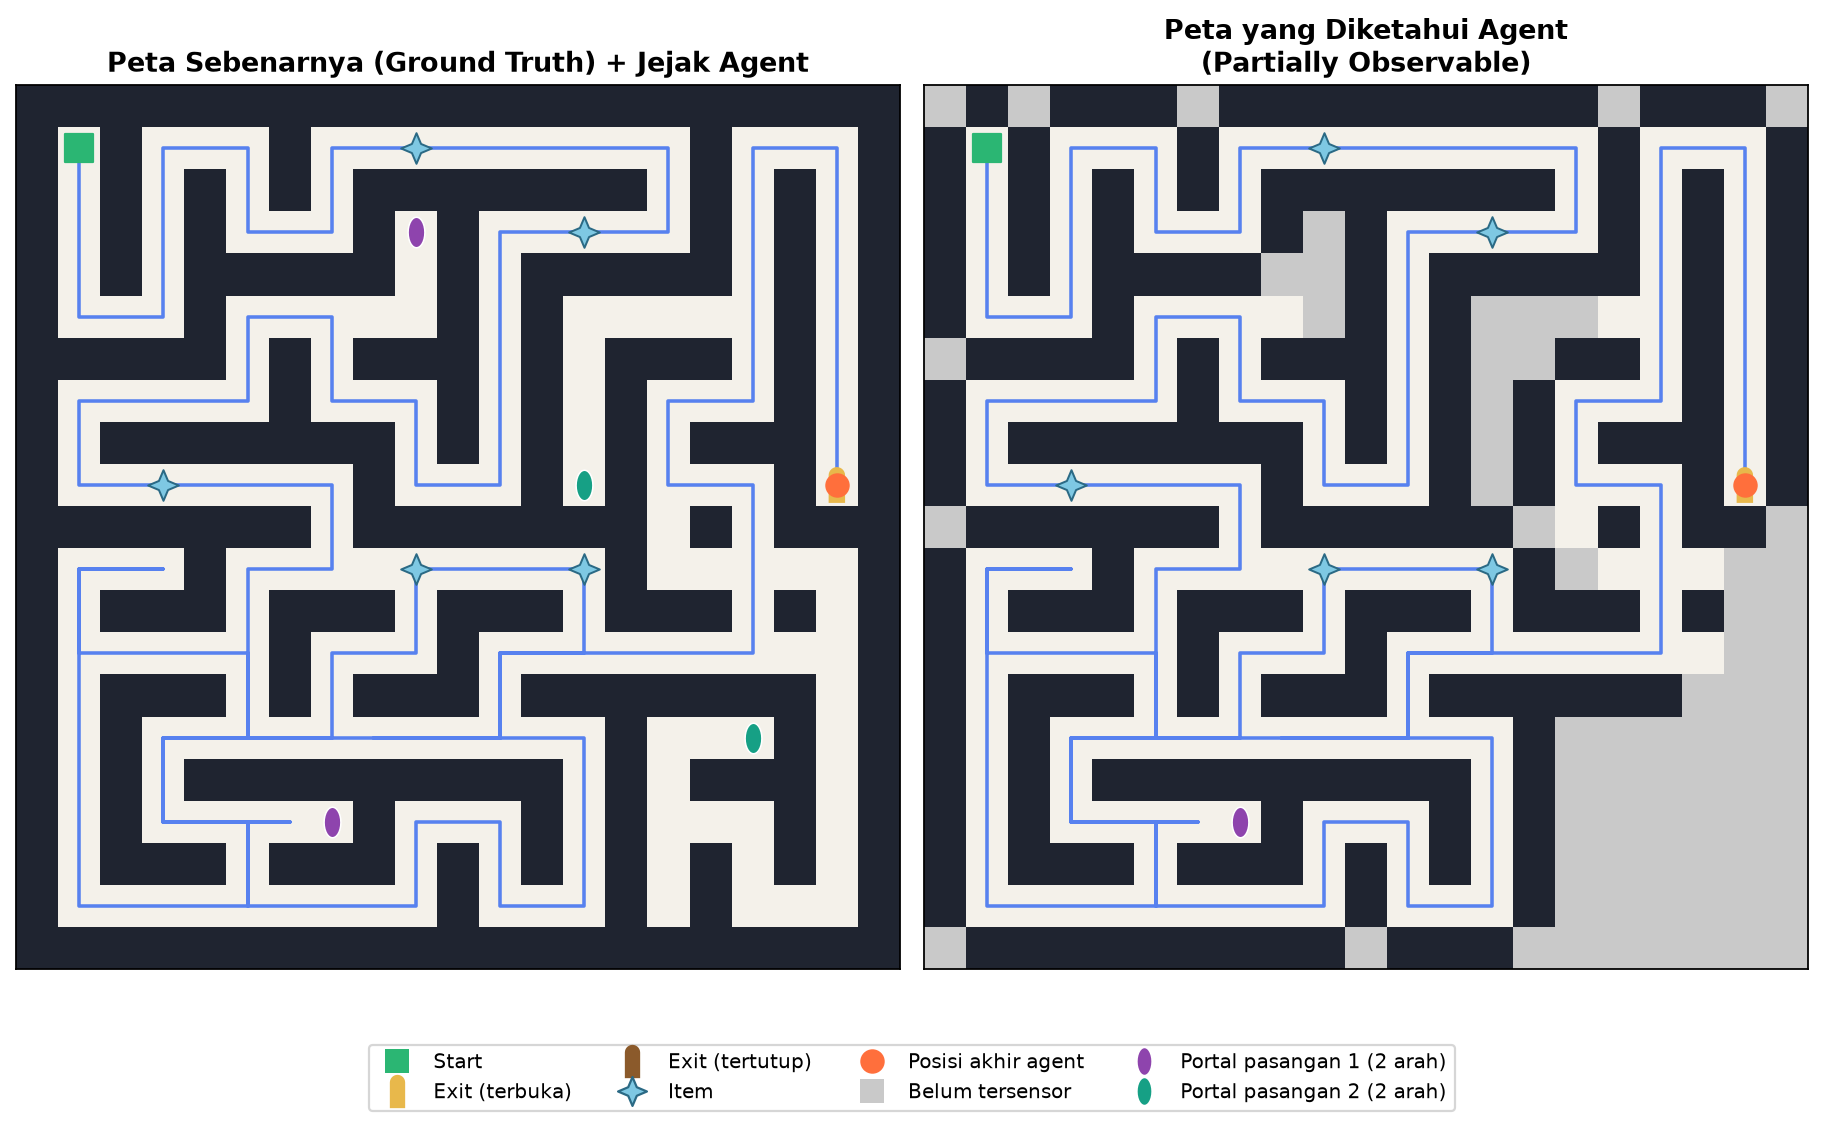 Peta Sebenarnya (Ground Truth) + Jejak Agent
Peta yang Diketahui Agent
(Partially Observable)
Start
Exit (terbuka)
Exit (tertutup)
Item
Posisi akhir agent
Belum tersensor
Portal pasangan 1 (2 arah)
Portal pasangan 2 (2 arah)